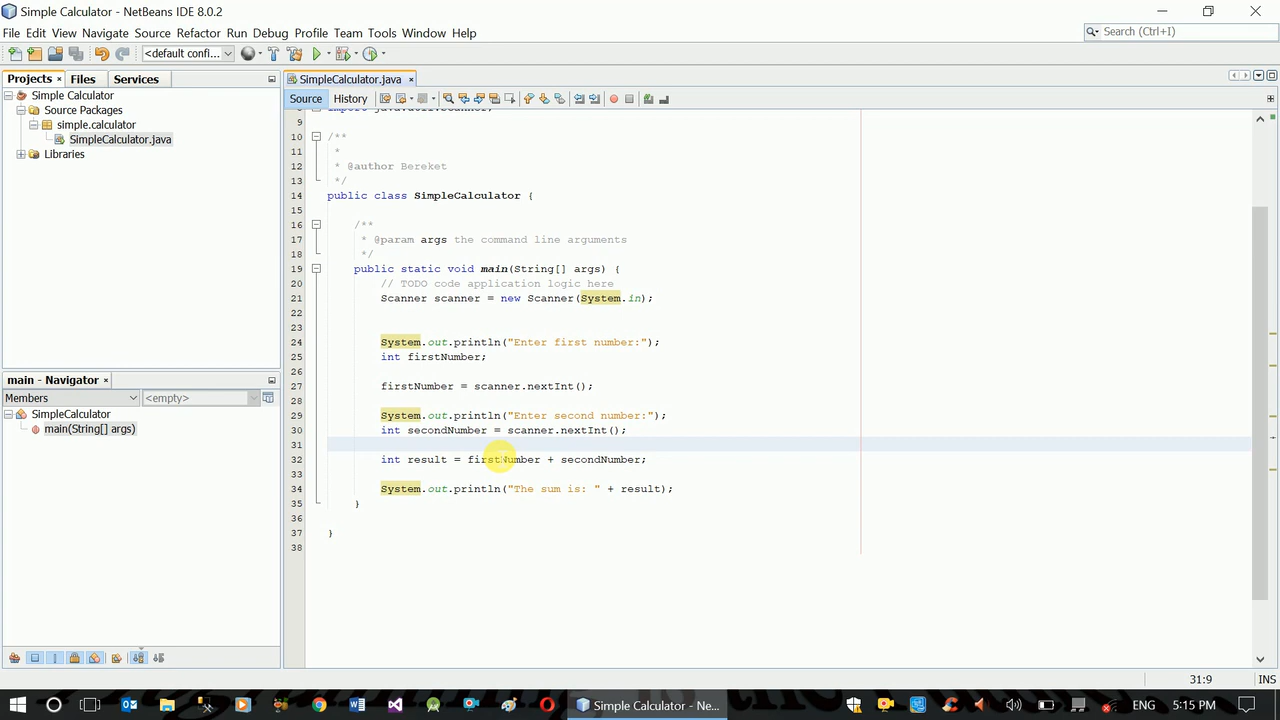 Simple Calculator - NetBeans IDE 8.0.2
File Edit View Navigate Source Refactor Run Debug Profile Team Tools Window Help
Search (Ctrl+I)
<default confi...
Projects Files Services
SimpleCalculator.java
Simple Calculator
Source Packages
simple.calculator
SimpleCalculator.java
Libraries
main - Navigator
Members <empty>
SimpleCalculator
main(String[] args)
Source History
import java.util.Scanner;
9
10 /**
11 *
12 * @author Bereket
13 */
14 public class SimpleCalculator {
15
16 /**
17 * @param args the command line arguments
18 */
19 public static void main(String[] args) {
20 // TODO code application logic here
21 Scanner scanner = new Scanner(System.in);
22
23
24 System.out.println("Enter first number:");
25 int firstNumber;
26
27 firstNumber = scanner.nextInt();
28
29 System.out.println("Enter second number:");
30 int secondNumber = scanner.nextInt();
31
32 int result = firstNumber + secondNumber;
33
34 System.out.println("The sum is: " + result);
35 }
36
37 }
38
31:9 INS
Simple Calculator - Ne...
ENG 5:15 PM